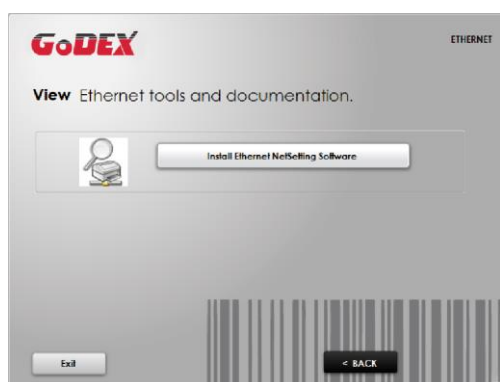 GoDEX
ETHERNET
View Ethernet tools and documentation.
Install Ethernet NetSetting Software
Exit
< BACK